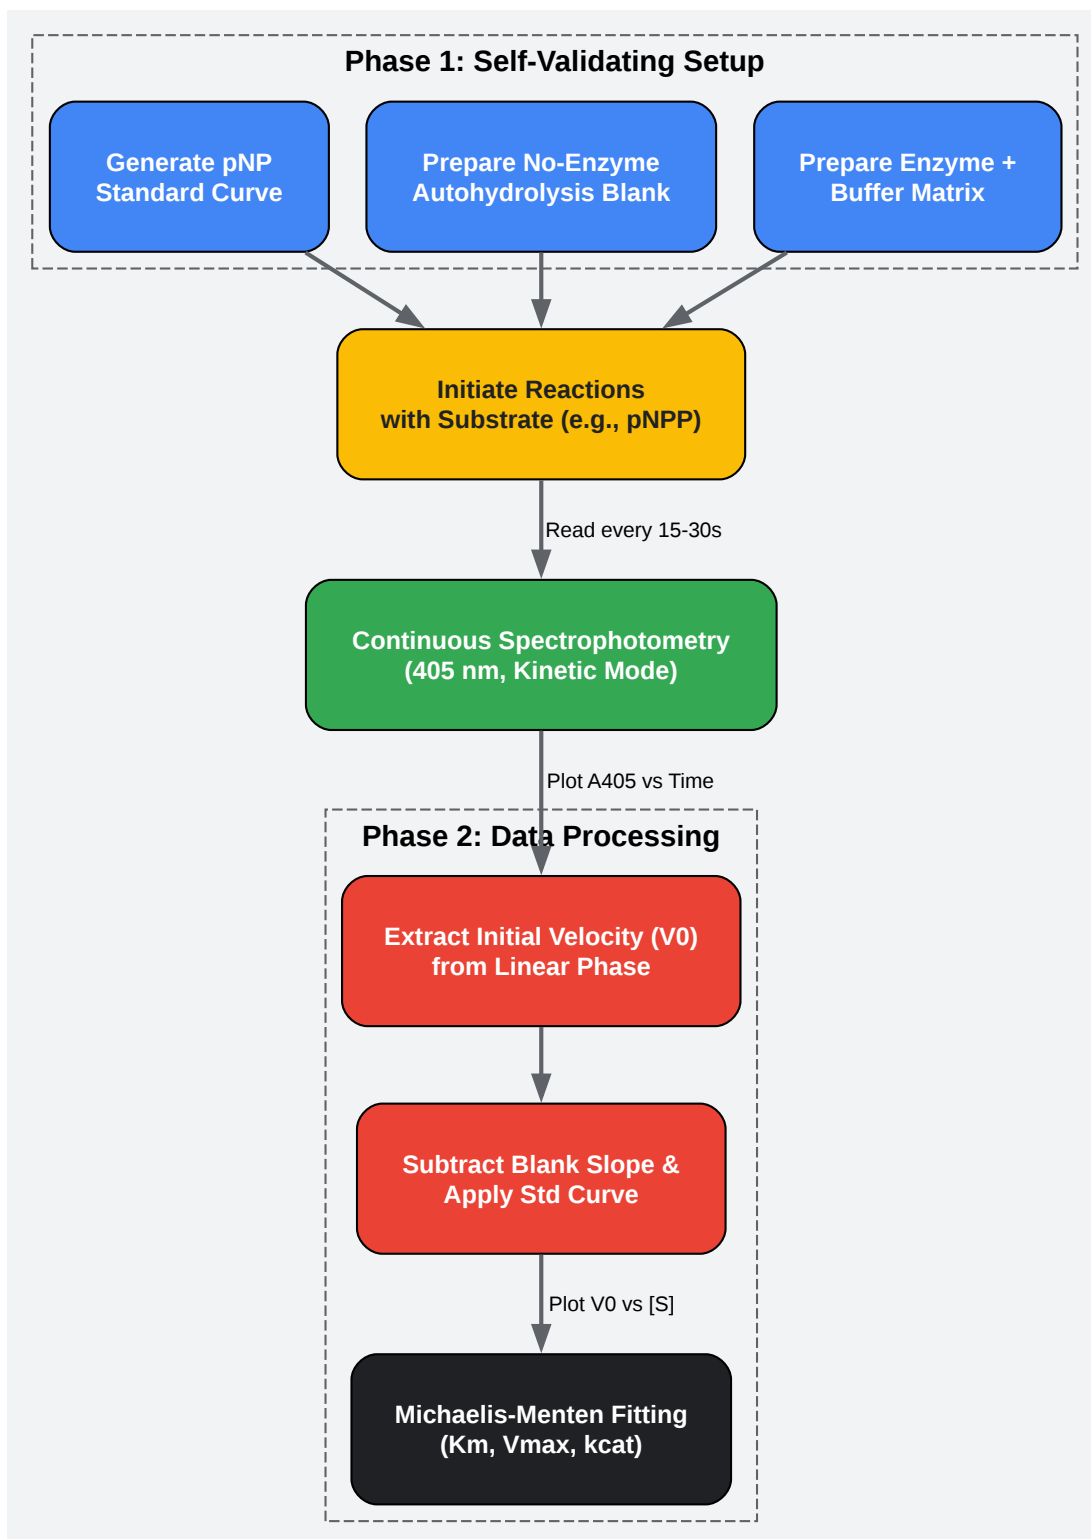 Phase 1: Self-Validating Setup
Generate pNP
Standard Curve
Prepare No-Enzyme
Autohydrolysis Blank
Prepare Enzyme +
Buffer Matrix
Initiate Reactions
with Substrate (e.g., pNPP)
Read every 15-30s
Continuous Spectrophotometry
(405 nm, Kinetic Mode)
Plot A405 vs Time
Phase 2: Data Processing
Extract Initial Velocity (V0)
from Linear Phase
Subtract Blank Slope &
Apply Std Curve
Plot V0 vs [S]
Michaelis-Menten Fitting
(Km, Vmax, kcat)